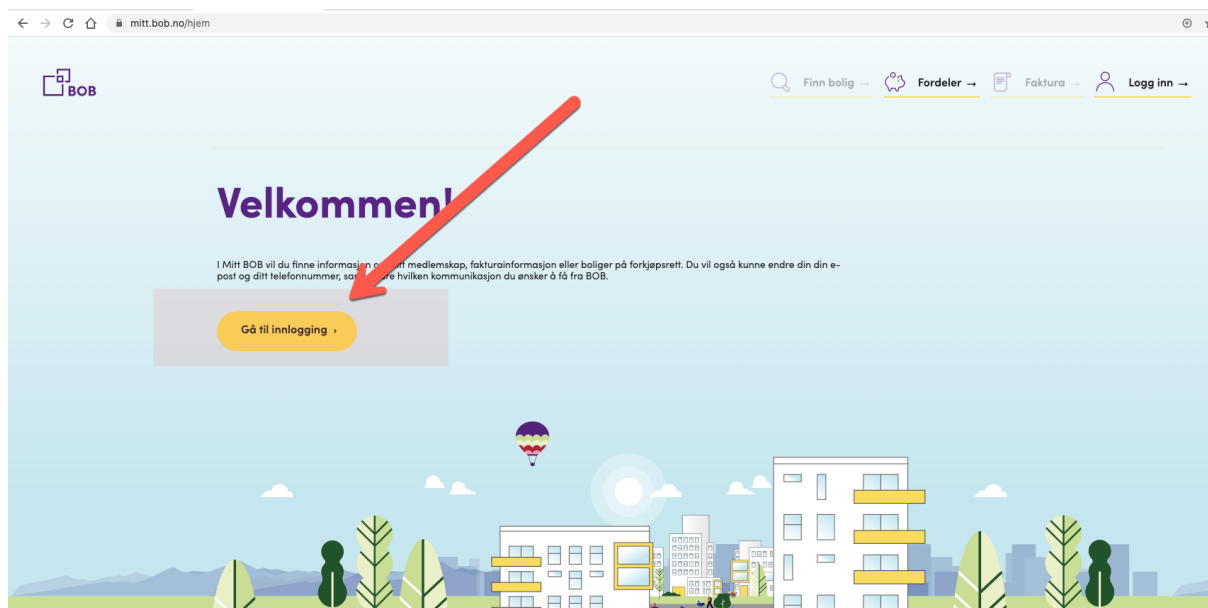 mitt.bob.no/hjem
BOB
Finn bolig → Fordeler → Faktura → Logg inn →
Velkommen!
I Mitt BOB vil du finne informasjon medlemskap, fakturainformasjon eller boliger på forkjøpsrett. Du vil også kunne endre din din e-
post og ditt telefonnummer, hvilken kommunikasjon du ønsker å få fra BOB.
Gå til innlogging ›